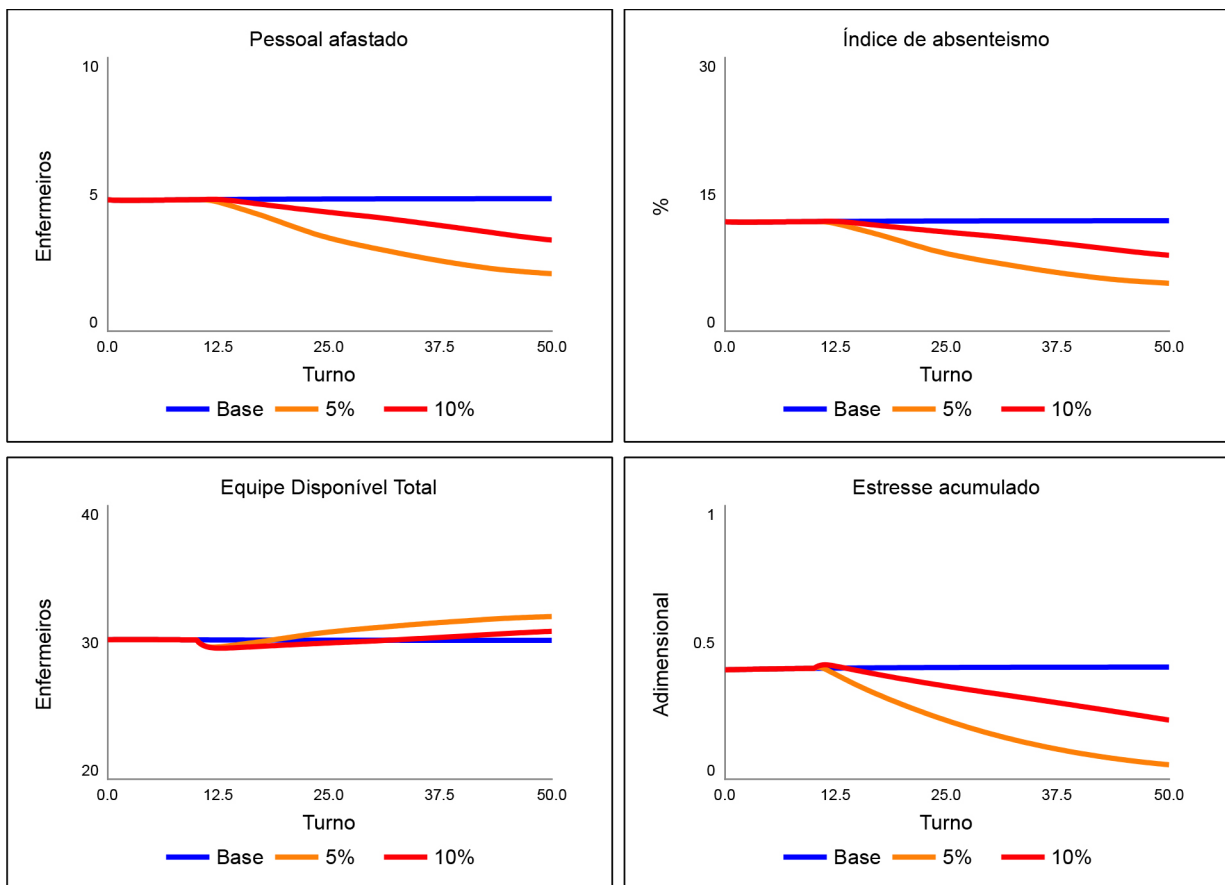 Pessoal afastado
10
5
0
Enfermeiros
0.0 12.5 25.0 37.5 50.0
Turno
Base 5% 10%
Índice de absenteísmo
30
15
0
%
0.0 12.5 25.0 37.5 50.0
Turno
Base 5% 10%
Equipe Disponível Total
40
30
20
Enfermeiros
0.0 12.5 25.0 37.5 50.0
Turno
Base 5% 10%
Estresse acumulado
1
0.5
0
Adimensional
0.0 12.5 25.0 37.5 50.0
Turno
Base 5% 10%